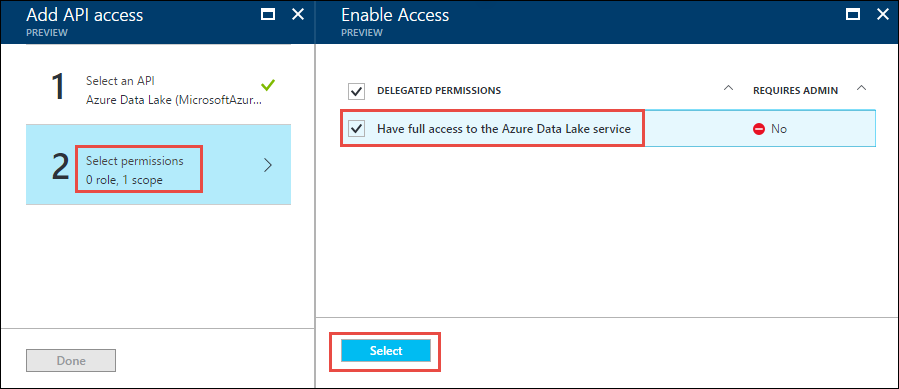 Add API access
PREVIEW
1
Select an API
Azure Data Lake (MicrosoftAzur...
2
Select permissions
0 role, 1 scope
Done
Enable Access
PREVIEW
DELEGATED PERMISSIONS
REQUIRES ADMIN
Have full access to the Azure Data Lake service
No
Select